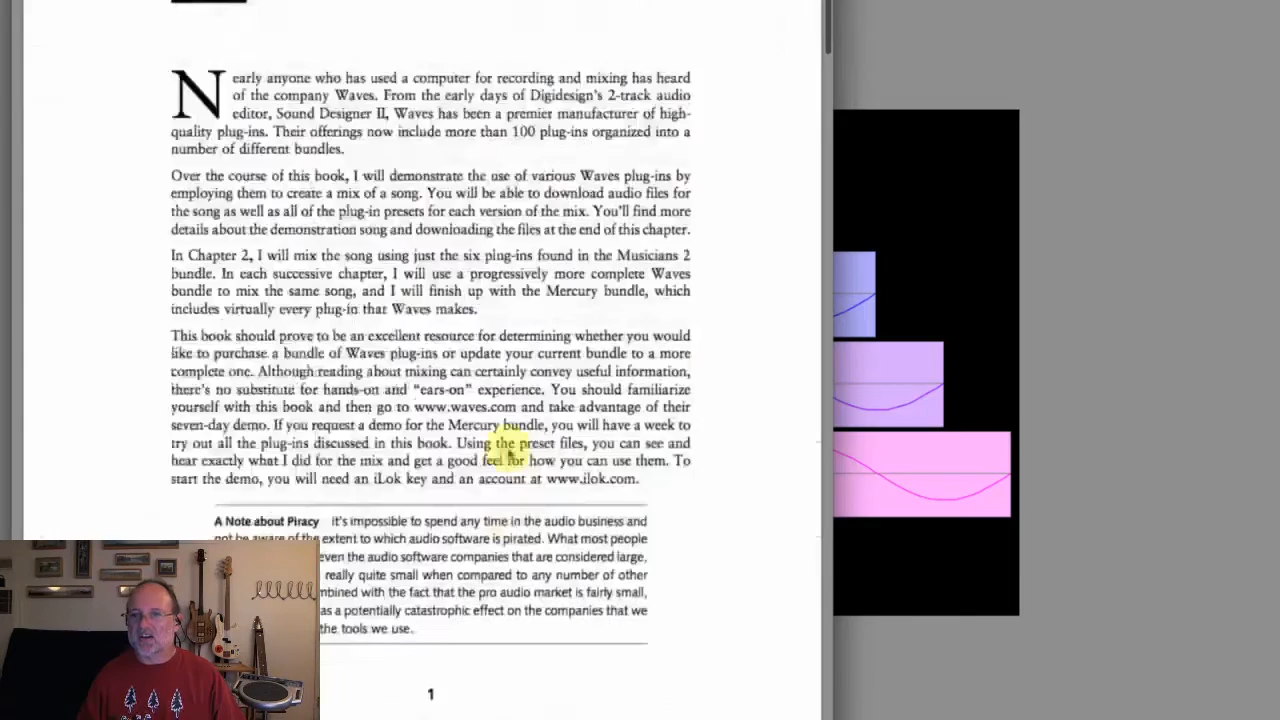 Nearly anyone who has used a computer for recording and mixing has heard
of the company Waves. From the early days of Digidesign's 2-track audio
editor, Sound Designer II, Waves has been a premier manufacturer of high-
quality plug-ins. Their offerings now include more than 100 plug-ins organized into a
number of different bundles.
Over the course of this book, I will demonstrate the use of various Waves plug-ins by
employing them to create a mix of a song. You will be able to download audio files for
the song as well as all of the plug-in presets for each version of the mix. You'll find more
details about the demonstration song and downloading the files at the end of this chapter.
In Chapter 2, I will mix the song using just the six plug-ins found in the Musicians 2
bundle. In each successive chapter, I will use a progressively more complete Waves
bundle to mix the same song, and I will finish up with the Mercury bundle, which
includes virtually every plug-in that Waves makes.
This book should prove to be an excellent resource for determining whether you would
like to purchase a bundle of Waves plug-ins or update your current bundle to a more
complete one. Although reading about mixing can certainly convey useful information,
there's no substitute for hands-on and "ears-on" experience. You should familiarize
yourself with this book and then go to www.waves.com and take advantage of their
seven-day demo. If you request a demo for the Mercury bundle, you will have a week to
try out all the plug-ins discussed in this book. Using the preset files, you can see and
hear exactly what I did for the mix and get a good feel for how you can use them. To
start the demo, you will need an iLok key and an account at www.ilok.com.
A Note about Piracy It's impossible to spend any time in the audio business and
not be aware of the extent to which audio software is pirated. What most people
even the audio software companies that are considered large,
really quite small when compared to any number of other
mbined with the fact that the pro audio market is fairly small,
as a potentially catastrophic effect on the companies that we
the tools we use.
1